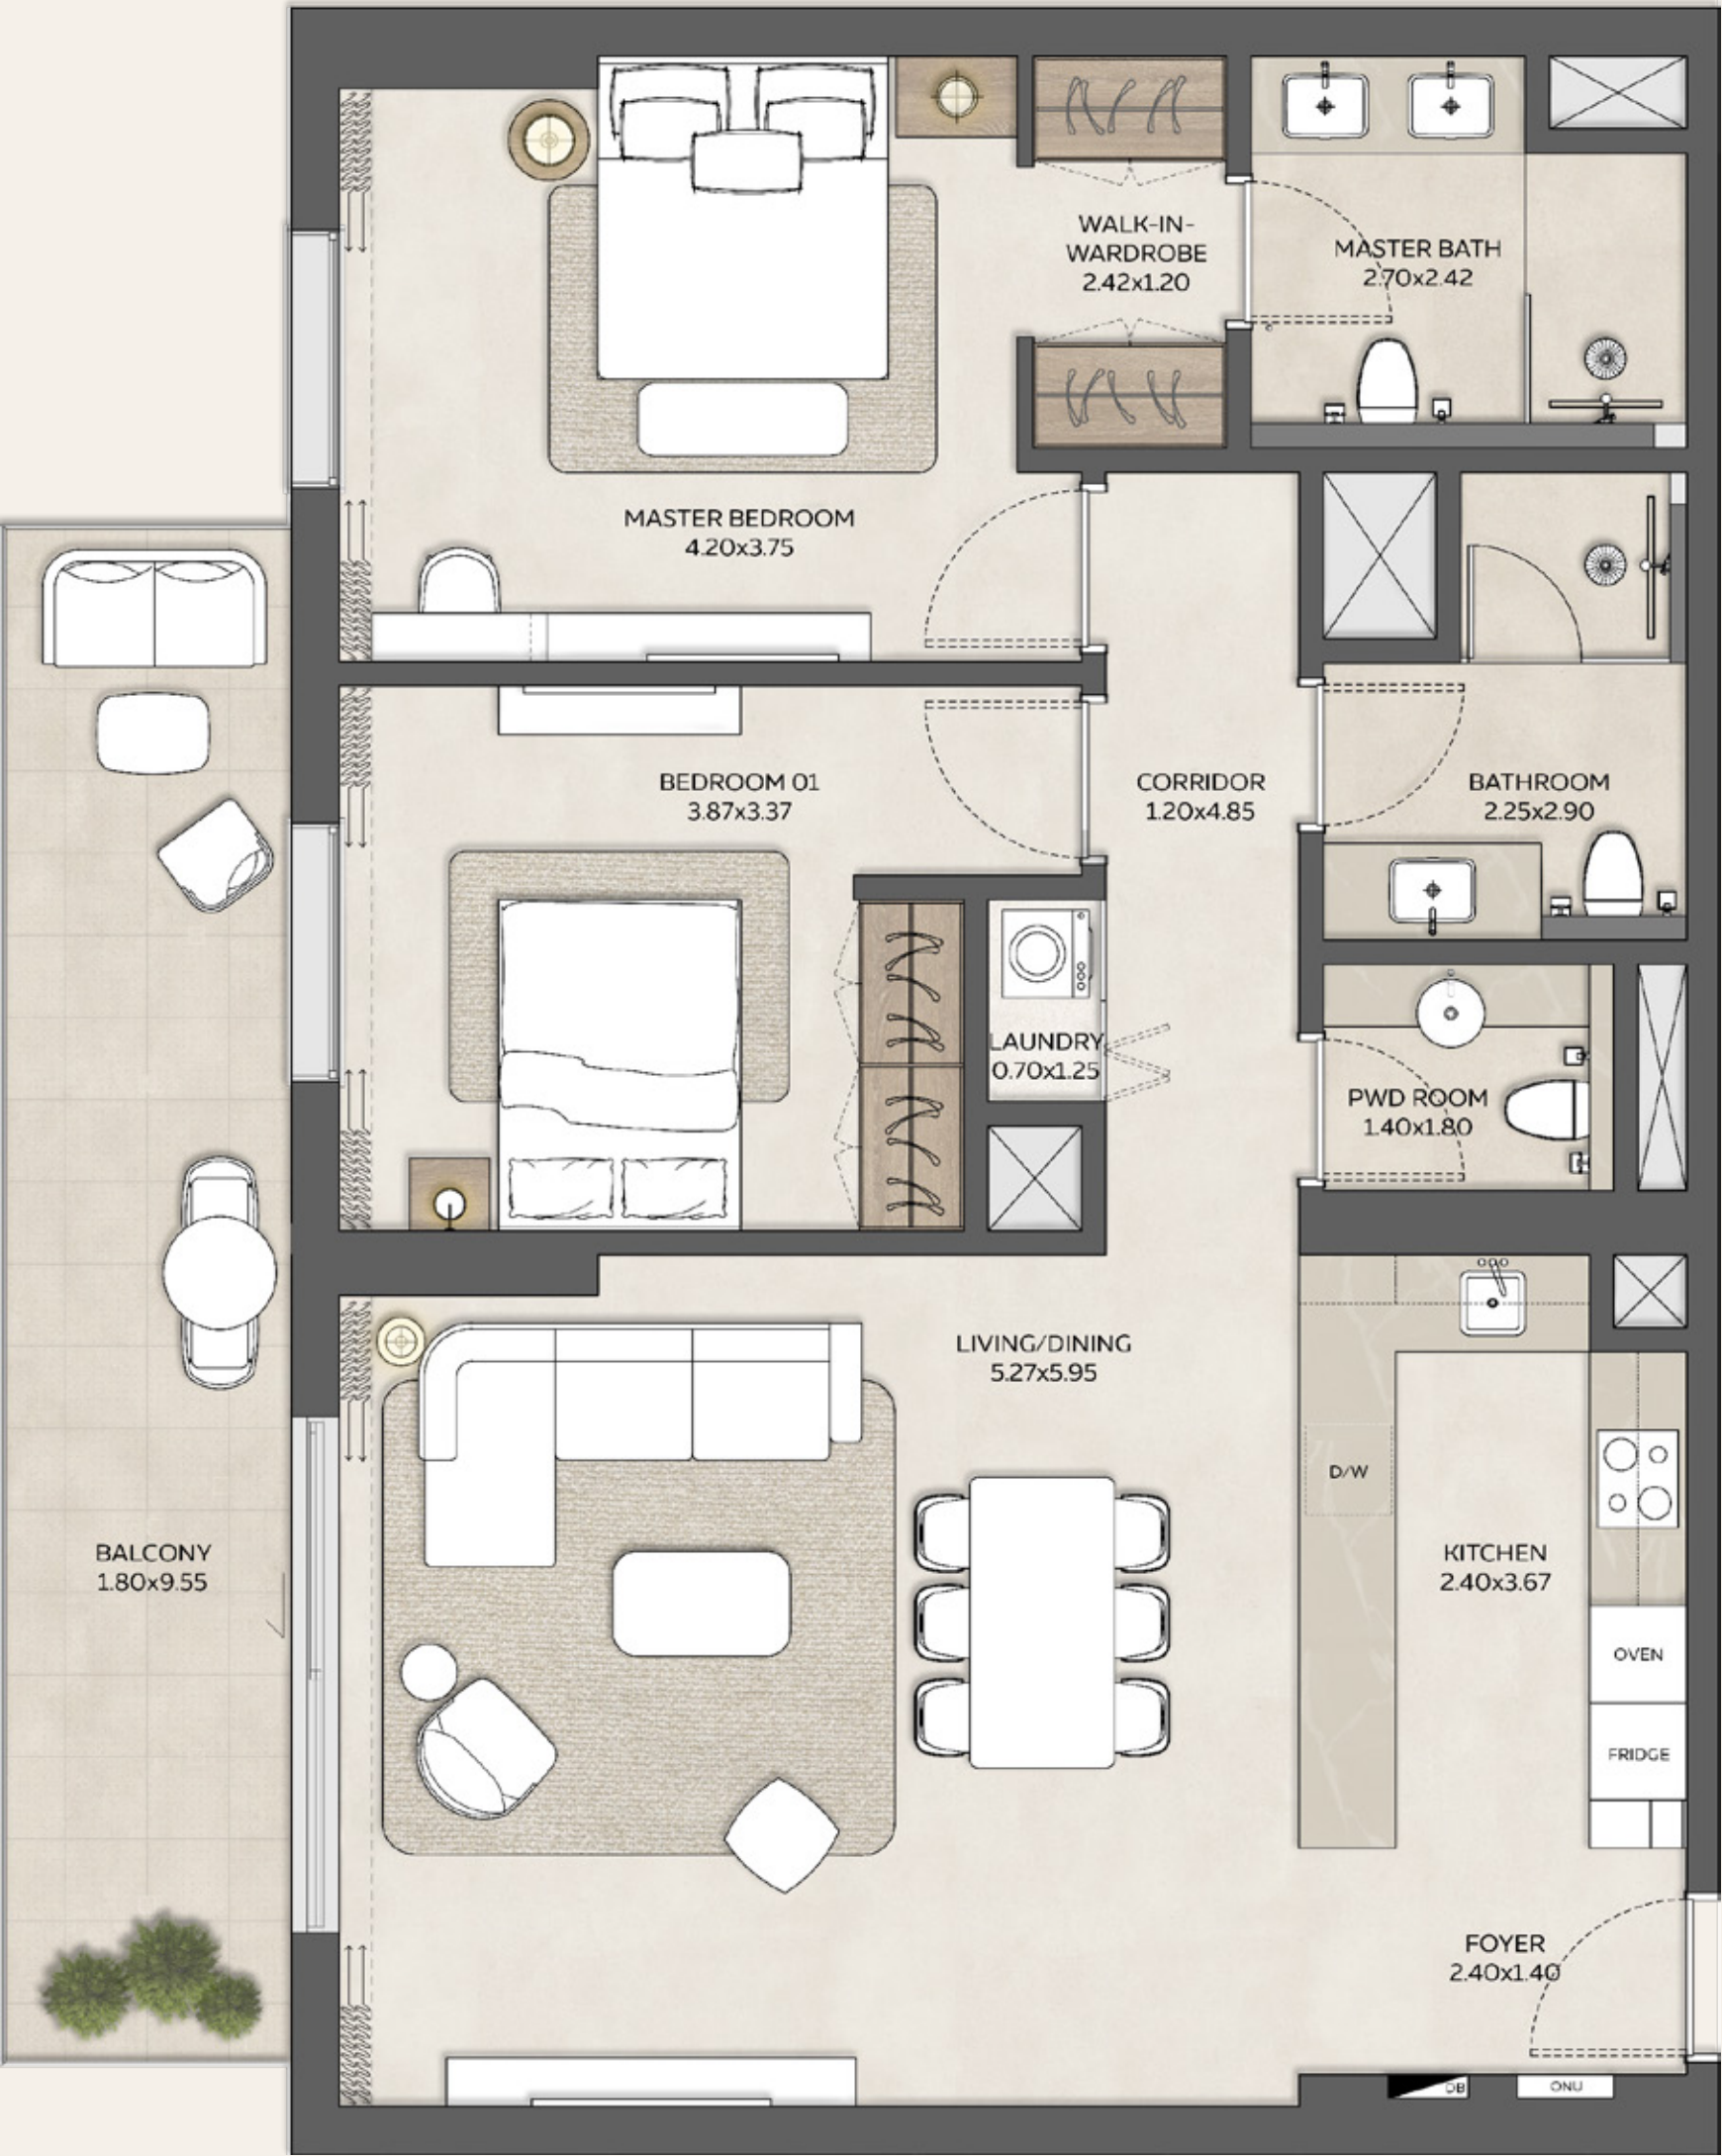 WALK-IN-
WARDROBE
2.42x1.20
MASTER BATH
2.70x2.42
MASTER BEDROOM
4.20x3.75
BEDROOM 01
3.87x3.37
CORRIDOR
1.20x4.85
BATHROOM
2.25x2.90
LAUNDRY
0.70x1.25
PWD ROOM
1.40x1.80
LIVING/DINING
5.27x5.95
D/W
BALCONY
1.80x9.55
KITCHEN
2.40x3.67
OVEN
FRIDGE
FOYER
2.40x1.40
DB
ONU